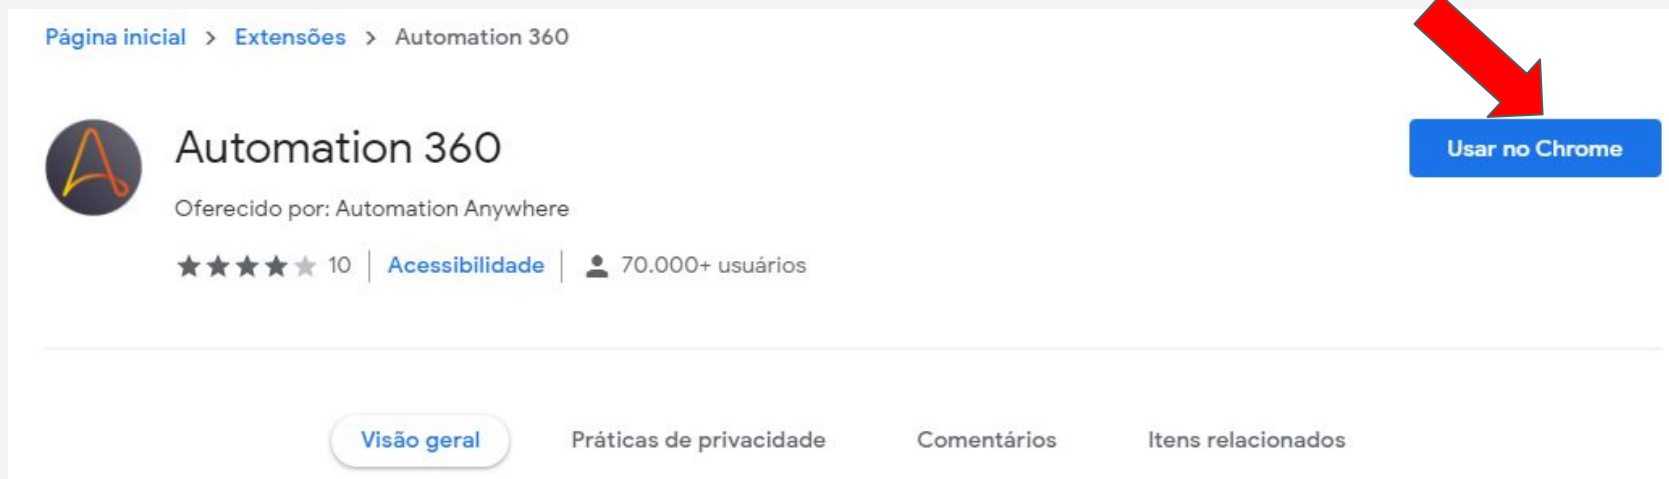 Página inicial > Extensões > Automation 360
Automation 360
Usar no Chrome
Oferecido por: Automation Anywhere
10 | Acessibilidade | 70.000+ usuários
Visão geral Práticas de privacidade Comentários Itens relacionados